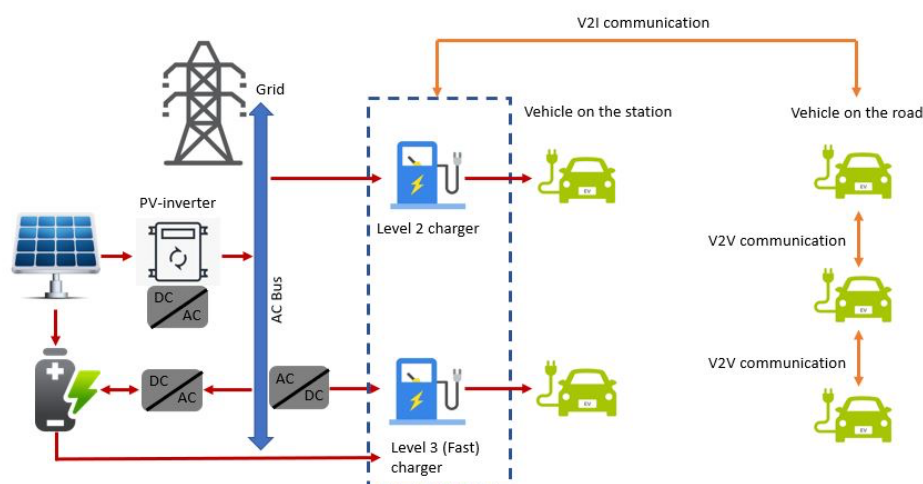 V2I communication
Grid
Vehicle on the station
Vehicle on the road
EV
EV
PV-inverter
Level 2 charger
V2V communication
DC
AC
AC Bus
EV
V2V communication
DC
AC
AC
DC
EV
EV
Level 3 (Fast)
charger